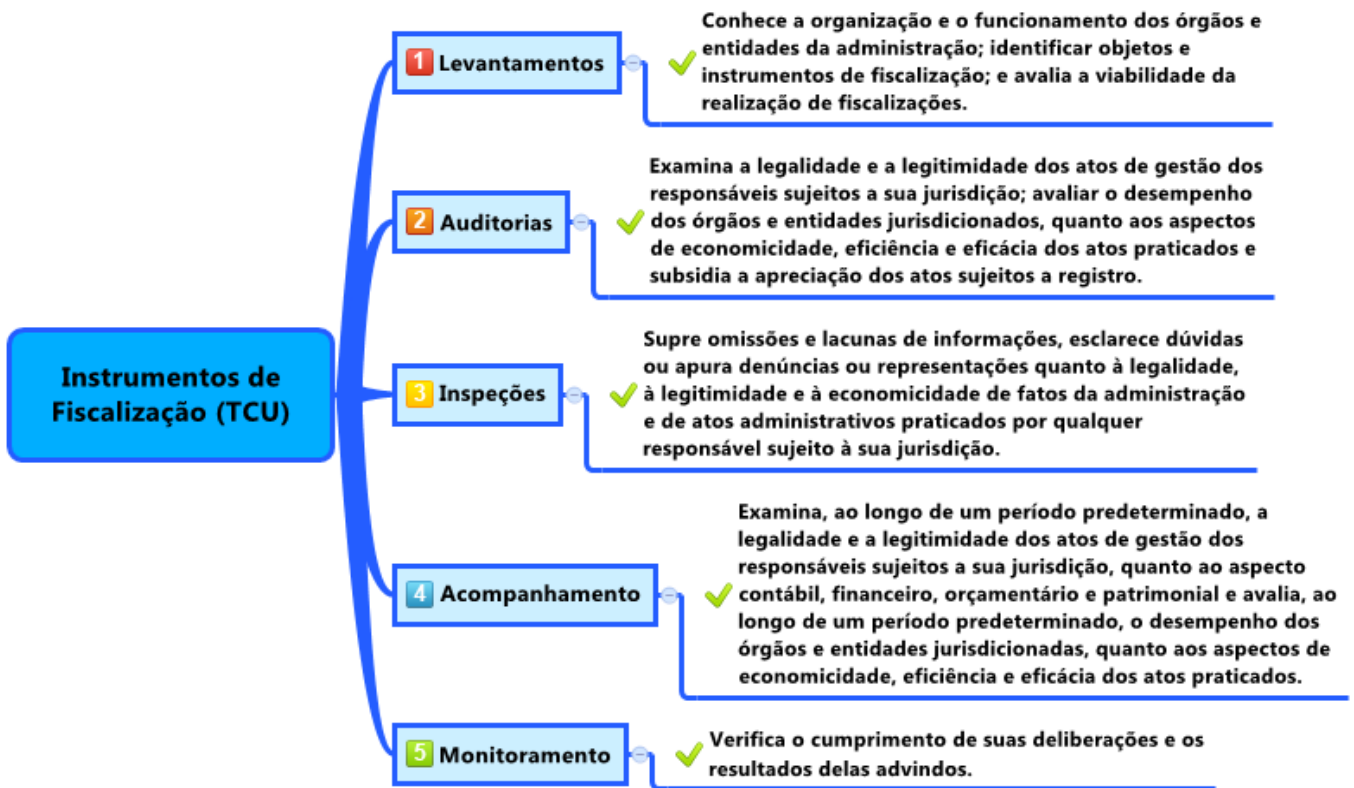 Instrumentos de
Fiscalização (TCU)
1 Levantamentos
Conhece a organização e o funcionamento dos órgãos e
entidades da administração; identificar objetos e
instrumentos de fiscalização; e avalia a viabilidade da
realização de fiscalizações.
2 Auditorias
Examina a legalidade e a legitimidade dos atos de gestão dos
responsáveis sujeitos a sua jurisdição; avaliar o desempenho
dos órgãos e entidades jurisdicionados, quanto aos aspectos
de economicidade, eficiência e eficácia dos atos praticados e
subsidia a apreciação dos atos sujeitos a registro.
3 Inspeções
Supre omissões e lacunas de informações, esclarece dúvidas
ou apura denúncias ou representações quanto à legalidade,
à legitimidade e à economicidade de fatos da administração
e de atos administrativos praticados por qualquer
responsável sujeito à sua jurisdição.
4 Acompanhamento
Examina, ao longo de um período predeterminado, a
legalidade e a legitimidade dos atos de gestão dos
responsáveis sujeitos a sua jurisdição, quanto ao aspecto
contábil, financeiro, orçamentário e patrimonial e avalia, ao
longo de um período predeterminado, o desempenho dos
órgãos e entidades jurisdicionadas, quanto aos aspectos de
economicidade, eficiência e eficácia dos atos praticados.
5 Monitoramento
Verifica o cumprimento de suas deliberações e os
resultados delas advindos.